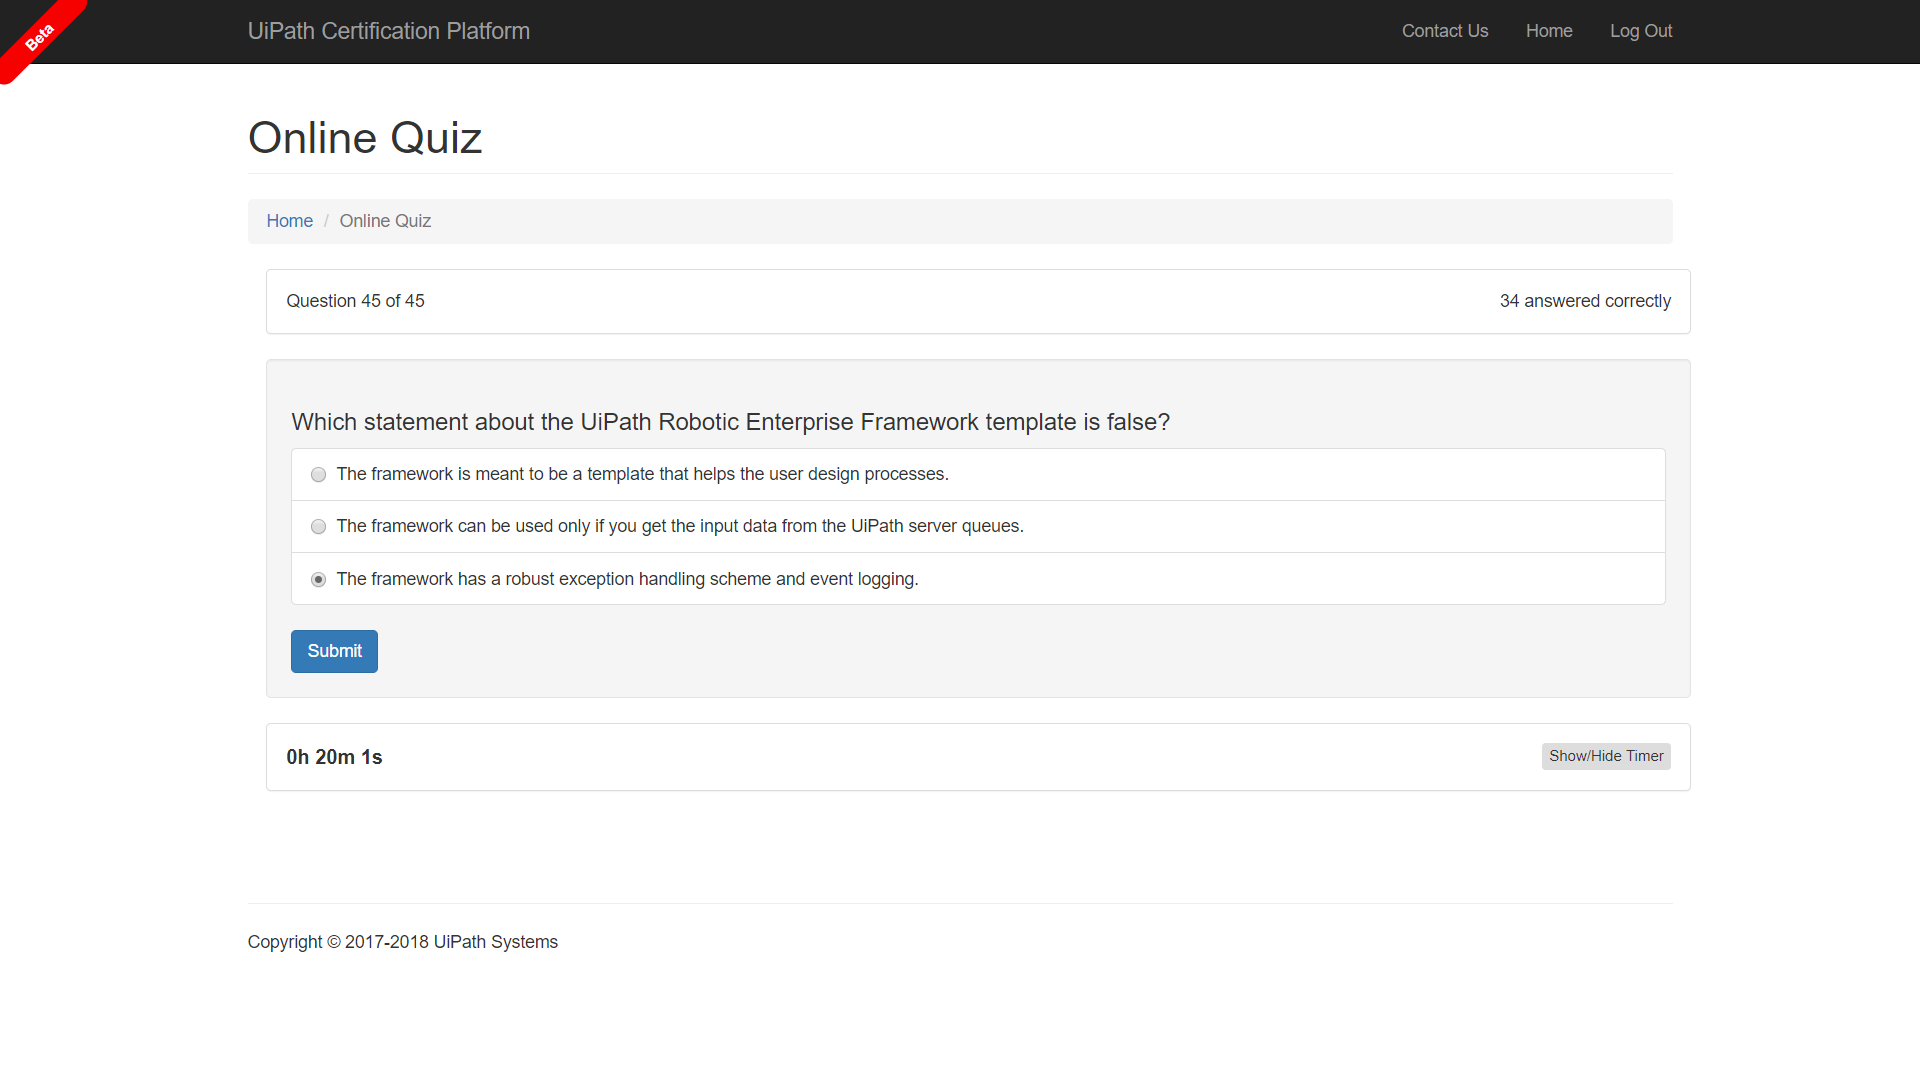 Beta
UiPath Certification Platform
Contact Us
Home
Log Out
Online Quiz
Home / Online Quiz
Question 45 of 45
34 answered correctly
Which statement about the UiPath Robotic Enterprise Framework template is false?
The framework is meant to be a template that helps the user design processes.
The framework can be used only if you get the input data from the UiPath server queues.
The framework has a robust exception handling scheme and event logging.
Submit
0h 20m 1s
Show/Hide Timer
Copyright © 2017-2018 UiPath Systems